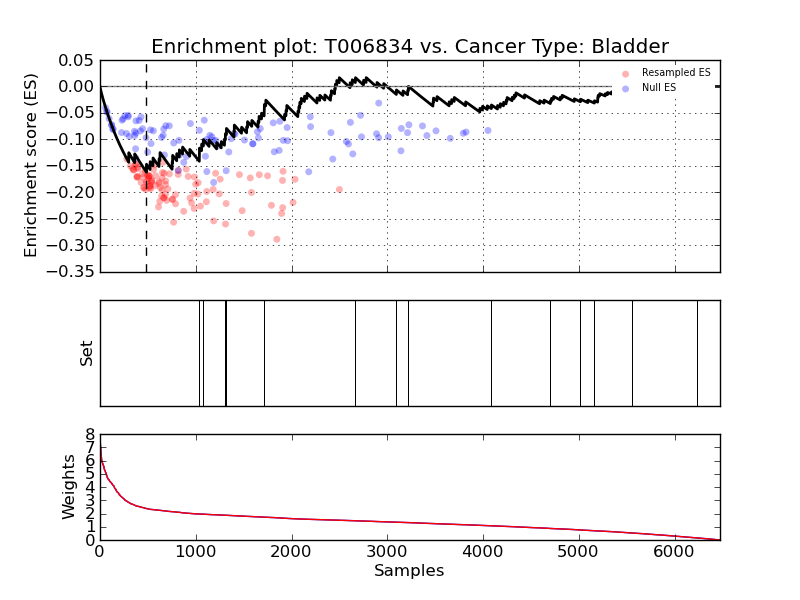 Enrichment plot: T006834 vs. Cancer Type: Bladder
Enrichment score (ES)
0.05
0.00
−0.05
−0.10
−0.15
−0.20
−0.25
−0.30
−0.35
Resampled ES
Null ES
Set
Weights
8
7
6
5
4
3
2
1
0
0 1000 2000 3000 4000 5000 6000
Samples